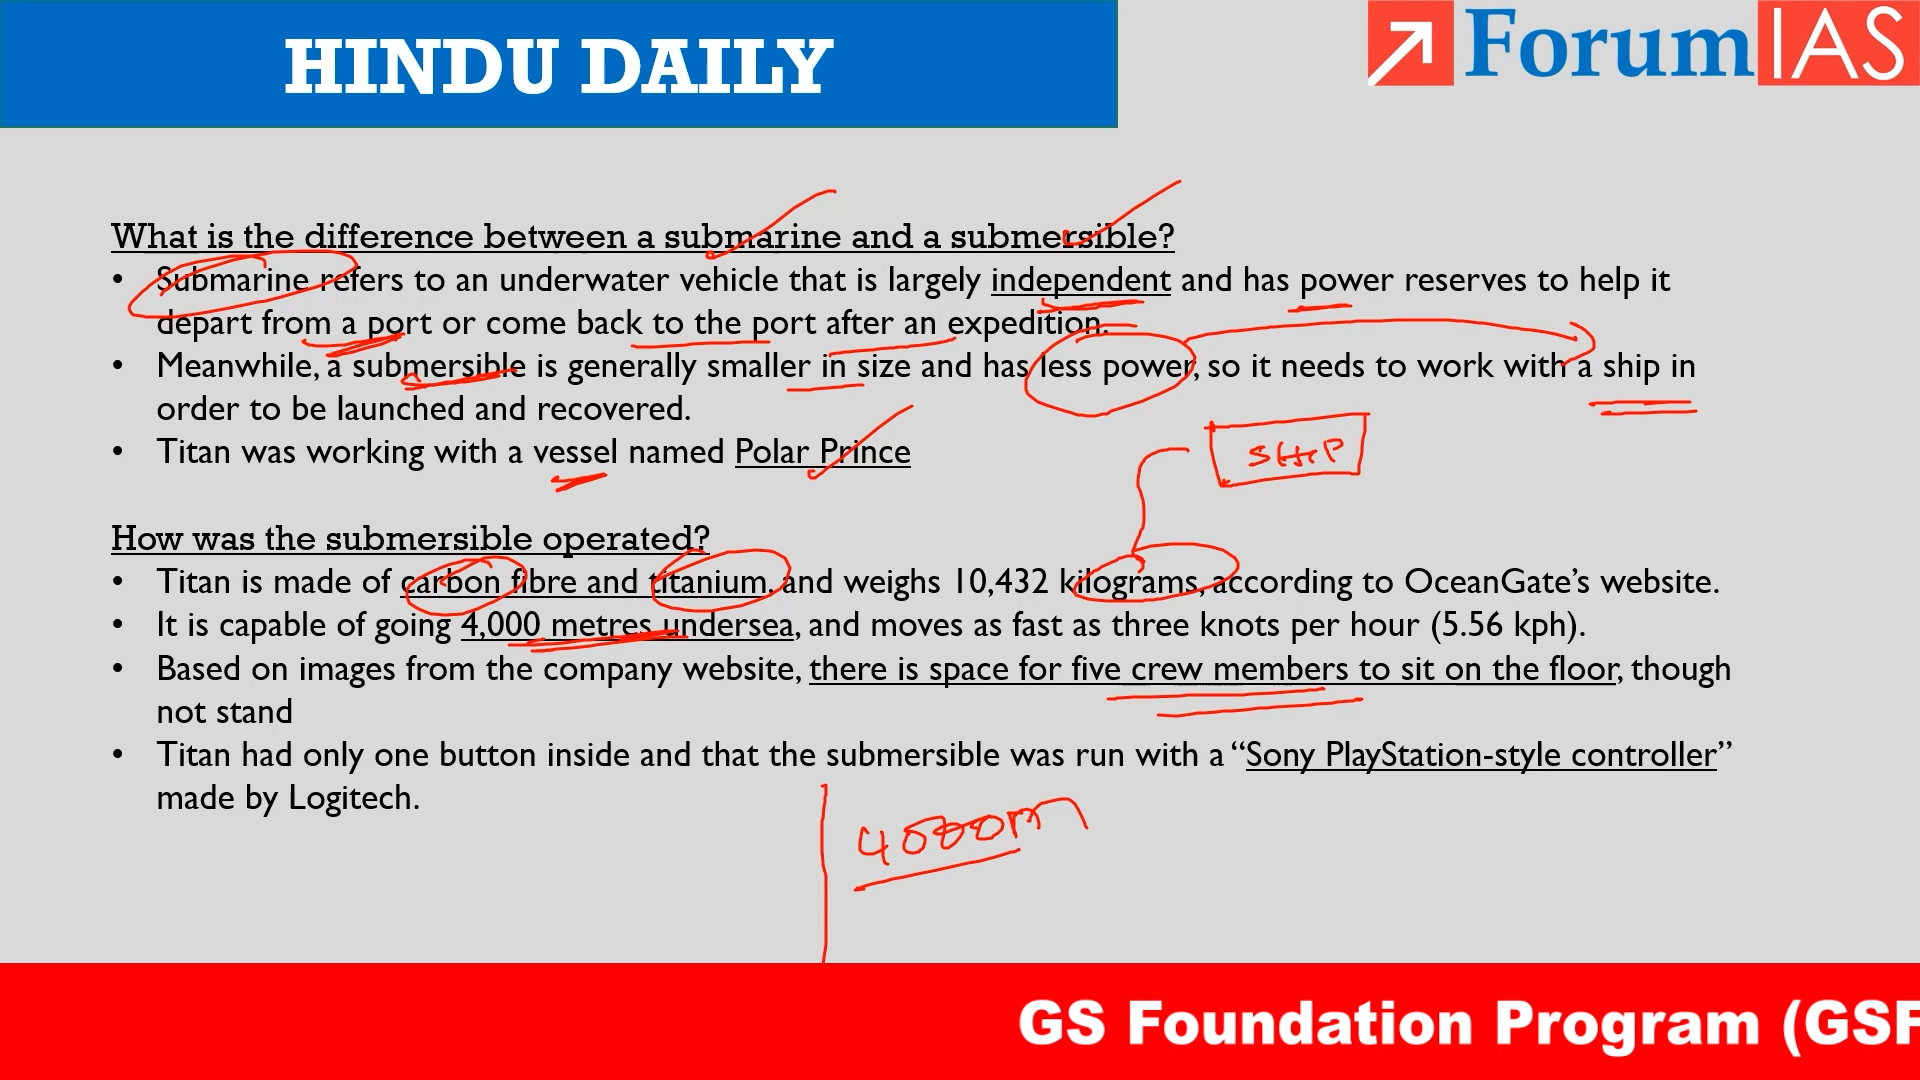 HINDU DAILY
ForumIAS
What is the difference between a submarine and a submersible?
• Submarine refers to an underwater vehicle that is largely independent and has power reserves to help it
depart from a port or come back to the port after an expedition.
• Meanwhile, a submersible is generally smaller in size and has less power, so it needs to work with a ship in
order to be launched and recovered.
• Titan was working with a vessel named Polar Prince
SHIP
How was the submersible operated?
• Titan is made of carbon fibre and titanium, and weighs 10,432 kilograms, according to OceanGate’s website.
• It is capable of going 4,000 metres undersea, and moves as fast as three knots per hour (5.56 kph).
• Based on images from the company website, there is space for five crew members to sit on the floor, though
not stand
• Titan had only one button inside and that the submersible was run with a “Sony PlayStation-style controller”
made by Logitech.
4000m
GS Foundation Program (GSF